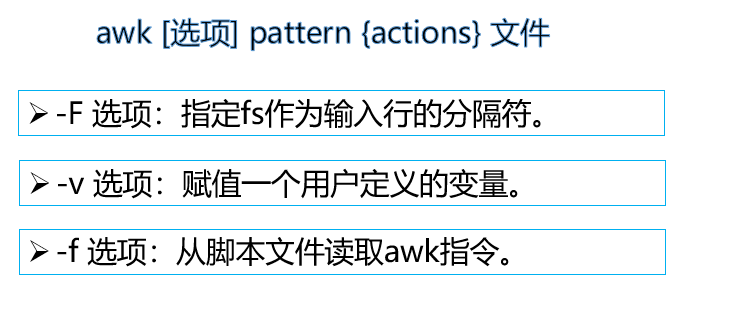 awk [选项] pattern {actions} 文件
➢ -F 选项：指定fs作为输入行的分隔符。
➢ -v 选项：赋值一个用户定义的变量。
➢ -f 选项：从脚本文件读取awk指令。